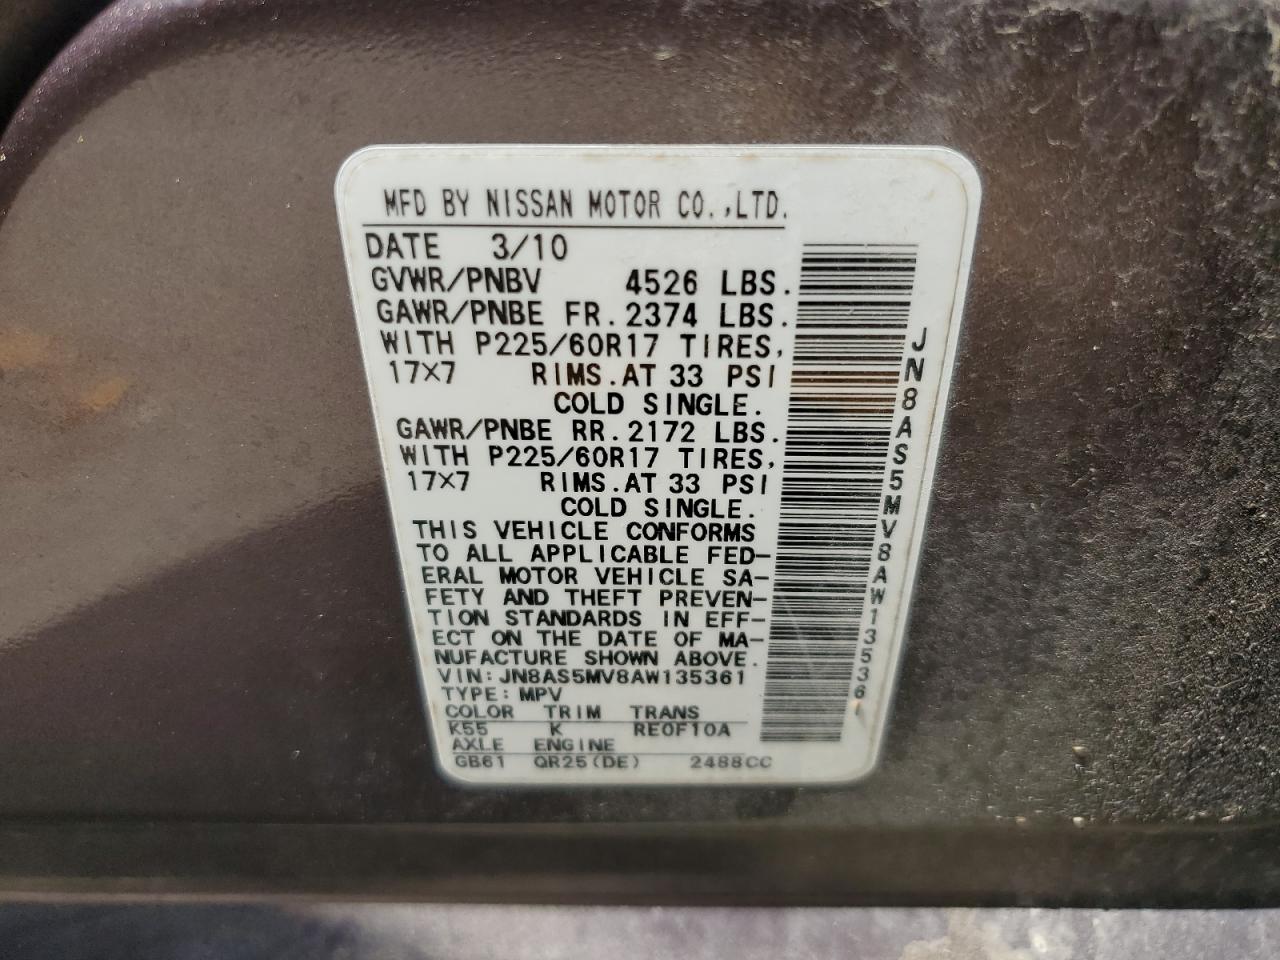 MFD BY NISSAN MOTOR CO.,LTD.
DATE 3/10
GVWR/PNBV 4526 LBS.
GAWR/PNBE FR.2374 LBS.
WITH P225/60R17 TIRES,
17×7 RIMS.AT 33 PSI
COLD SINGLE.
GAWR/PNBE RR.2172 LBS.
WITH P225/60R17 TIRES,
17×7 RIMS.AT 33 PSI
COLD SINGLE.
THIS VEHICLE CONFORMS
TO ALL APPLICABLE FED-
ERAL MOTOR VEHICLE SA-
FETY AND THEFT PREVEN-
TION STANDARDS IN EFF-
ECT ON THE DATE OF MA-
NUFACTURE SHOWN ABOVE.
VIN:JN8AS5MV8AW135361
TYPE:MPV
COLOR TRIM TRANS
K55 K RE0F10A
AXLE ENGINE
GB61 QR25(DE) 2488CC
JN8AS5MV8AW135361